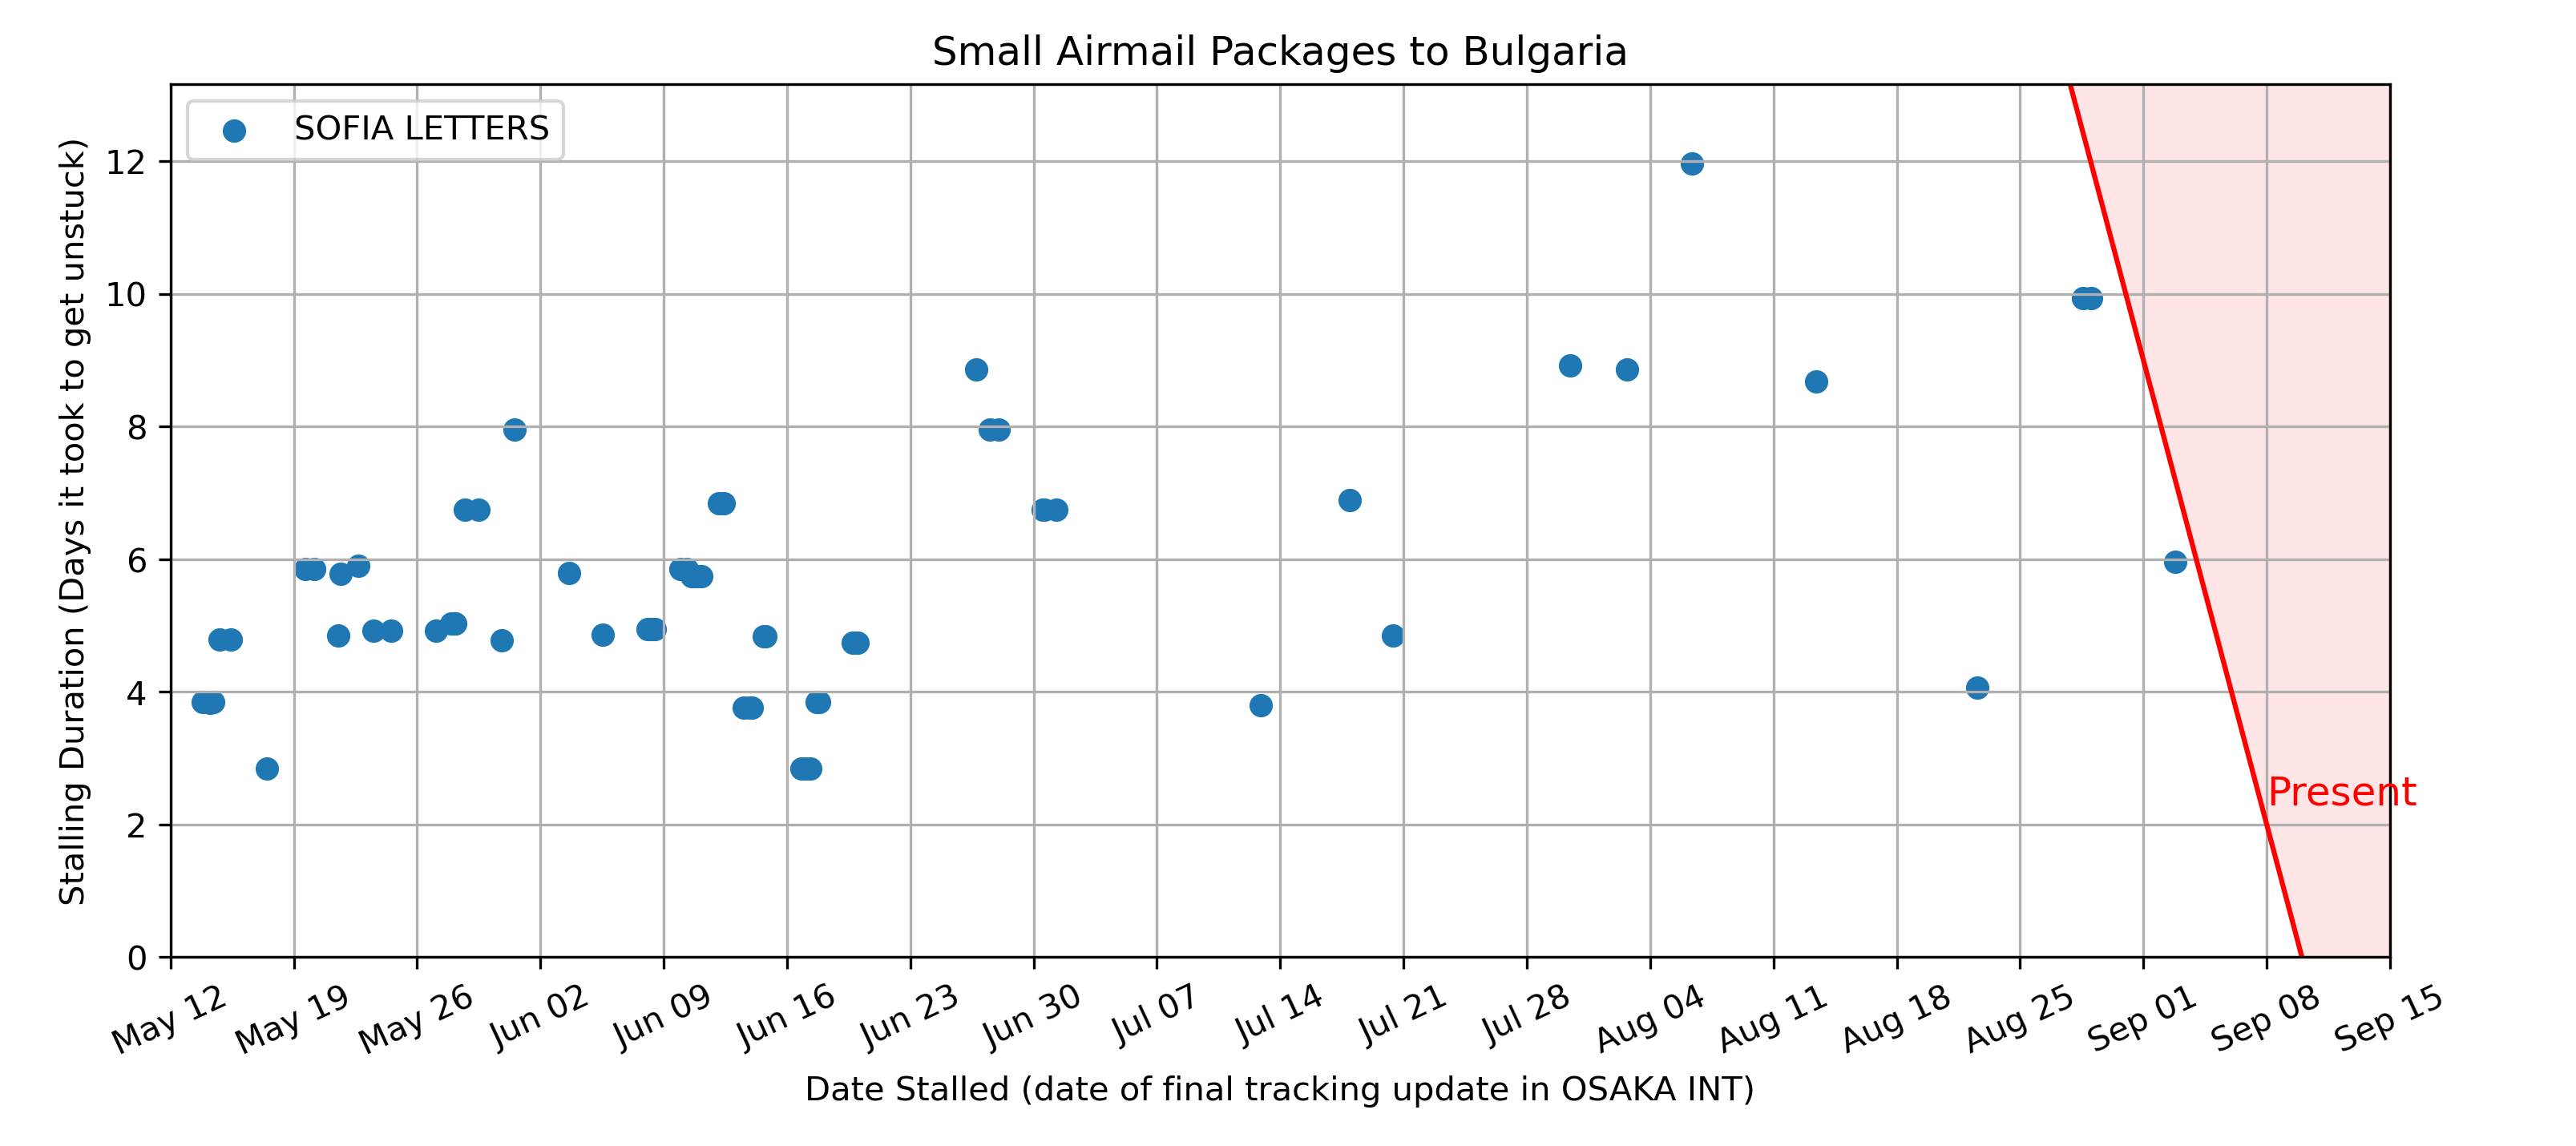 Small Airmail Packages to Bulgaria
SOFIA LETTERS
Stalling Duration (Days it took to get unstuck)
12
10
8
6
4
2
0
Present
May 12
May 19
May 26
Jun 02
Jun 09
Jun 16
Jun 23
Jun 30
Jul 07
Jul 14
Jul 21
Jul 28
Aug 04
Aug 11
Aug 18
Aug 25
Sep 01
Sep 08
Sep 15
Date Stalled (date of final tracking update in OSAKA INT)